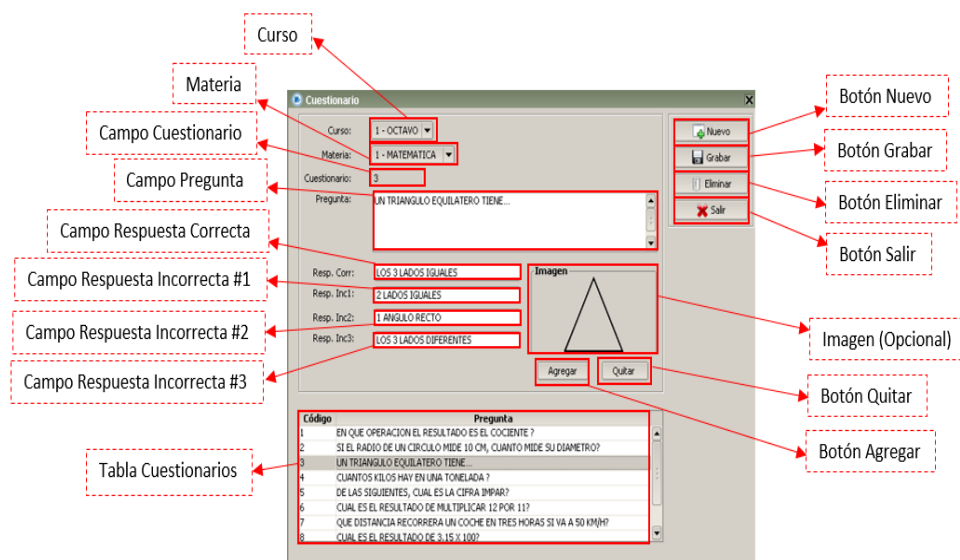 Curso
Materia
Campo Cuestionario
Campo Pregunta
Campo Respuesta Correcta
Campo Respuesta Incorrecta #1
Campo Respuesta Incorrecta #2
Campo Respuesta Incorrecta #3
Tabla Cuestionarios
Cuestionario
Curso: 1 - OCTAVO
Materia: 1 - MATEMATICA
Cuestionario: 3
Pregunta: UN TRIANGULO EQUILATERO TIENE...
Resp. Corr: LOS 3 LADOS IGUALES
Resp. Inc1: 2 LADOS IGUALES
Resp. Inc2: 1 ANGULO RECTO
Resp. Inc3: LOS 3 LADOS DIFERENTES
Imagen
Agregar Quitar
Código Pregunta
1 EN QUE OPERACION EL RESULTADO ES EL COCIENTE ?
2 SI EL RADIO DE UN CIRCULO MIDE 10 CM, CUANTO MIDE SU DIAMETRO?
3 UN TRIANGULO EQUILATERO TIENE...
4 CUANTOS KILOS HAY EN UNA TONELADA ?
5 DE LAS SIGUIENTES, CUAL ES LA CIFRA IMPAR?
6 CUAL ES EL RESULTADO DE MULTIPLICAR 12 POR 11?
7 QUE DISTANCIA RECORRERA UN COCHE EN TRES HORAS SI VA A 50 KM/H?
8 CUAL ES EL RESULTADO DE 3.15 X 100?
Nuevo
Grabar
Eliminar
Salir
Botón Nuevo
Botón Grabar
Botón Eliminar
Botón Salir
Imagen (Opcional)
Botón Quitar
Botón Agregar